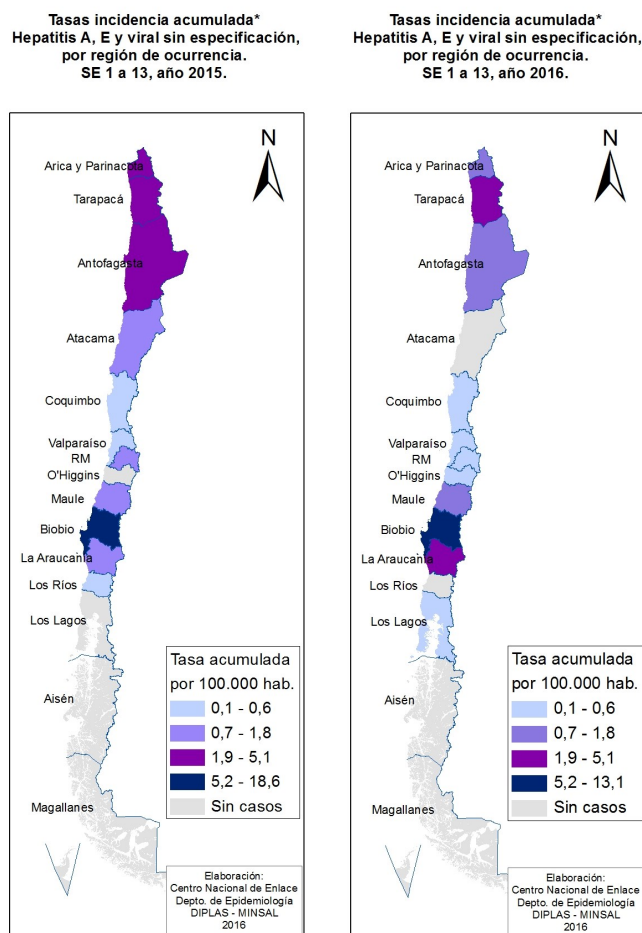 Tasas incidencia acumulada*
Hepatitis A, E y viral sin especificación,
por región de ocurrencia.
SE 1 a 13, año 2015.
N
Arica y Parinacota
Tarapacá
Antofagasta
Atacama
Coquimbo
Valparaíso
RM
O'Higgins
Maule
Biobio
La Araucanía
Los Ríos
Los Lagos
Aisén
Magallanes
Tasa acumulada
por 100.000 hab.
0,1 - 0,6
0,7 - 1,8
1,9 - 5,1
5,2 - 18,6
Sin casos
Elaboración:
Centro Nacional de Enlace
Depto. de Epidemiología
DIPLAS - MINSAL
2016
Tasas incidencia acumulada*
Hepatitis A, E y viral sin especificación,
por región de ocurrencia.
SE 1 a 13, año 2016.
N
Arica y Parinacota
Tarapacá
Antofagasta
Atacama
Coquimbo
Valparaíso
RM
O'Higgins
Maule
Biobio
La Araucanía
Los Ríos
Los Lagos
Aisén
Magallanes
Tasa acumulada
por 100.000 hab.
0,1 - 0,6
0,7 - 1,8
1,9 - 5,1
5,2 - 13,1
Sin casos
Elaboración:
Centro Nacional de Enlace
Depto. de Epidemiología
DIPLAS - MINSAL
2016